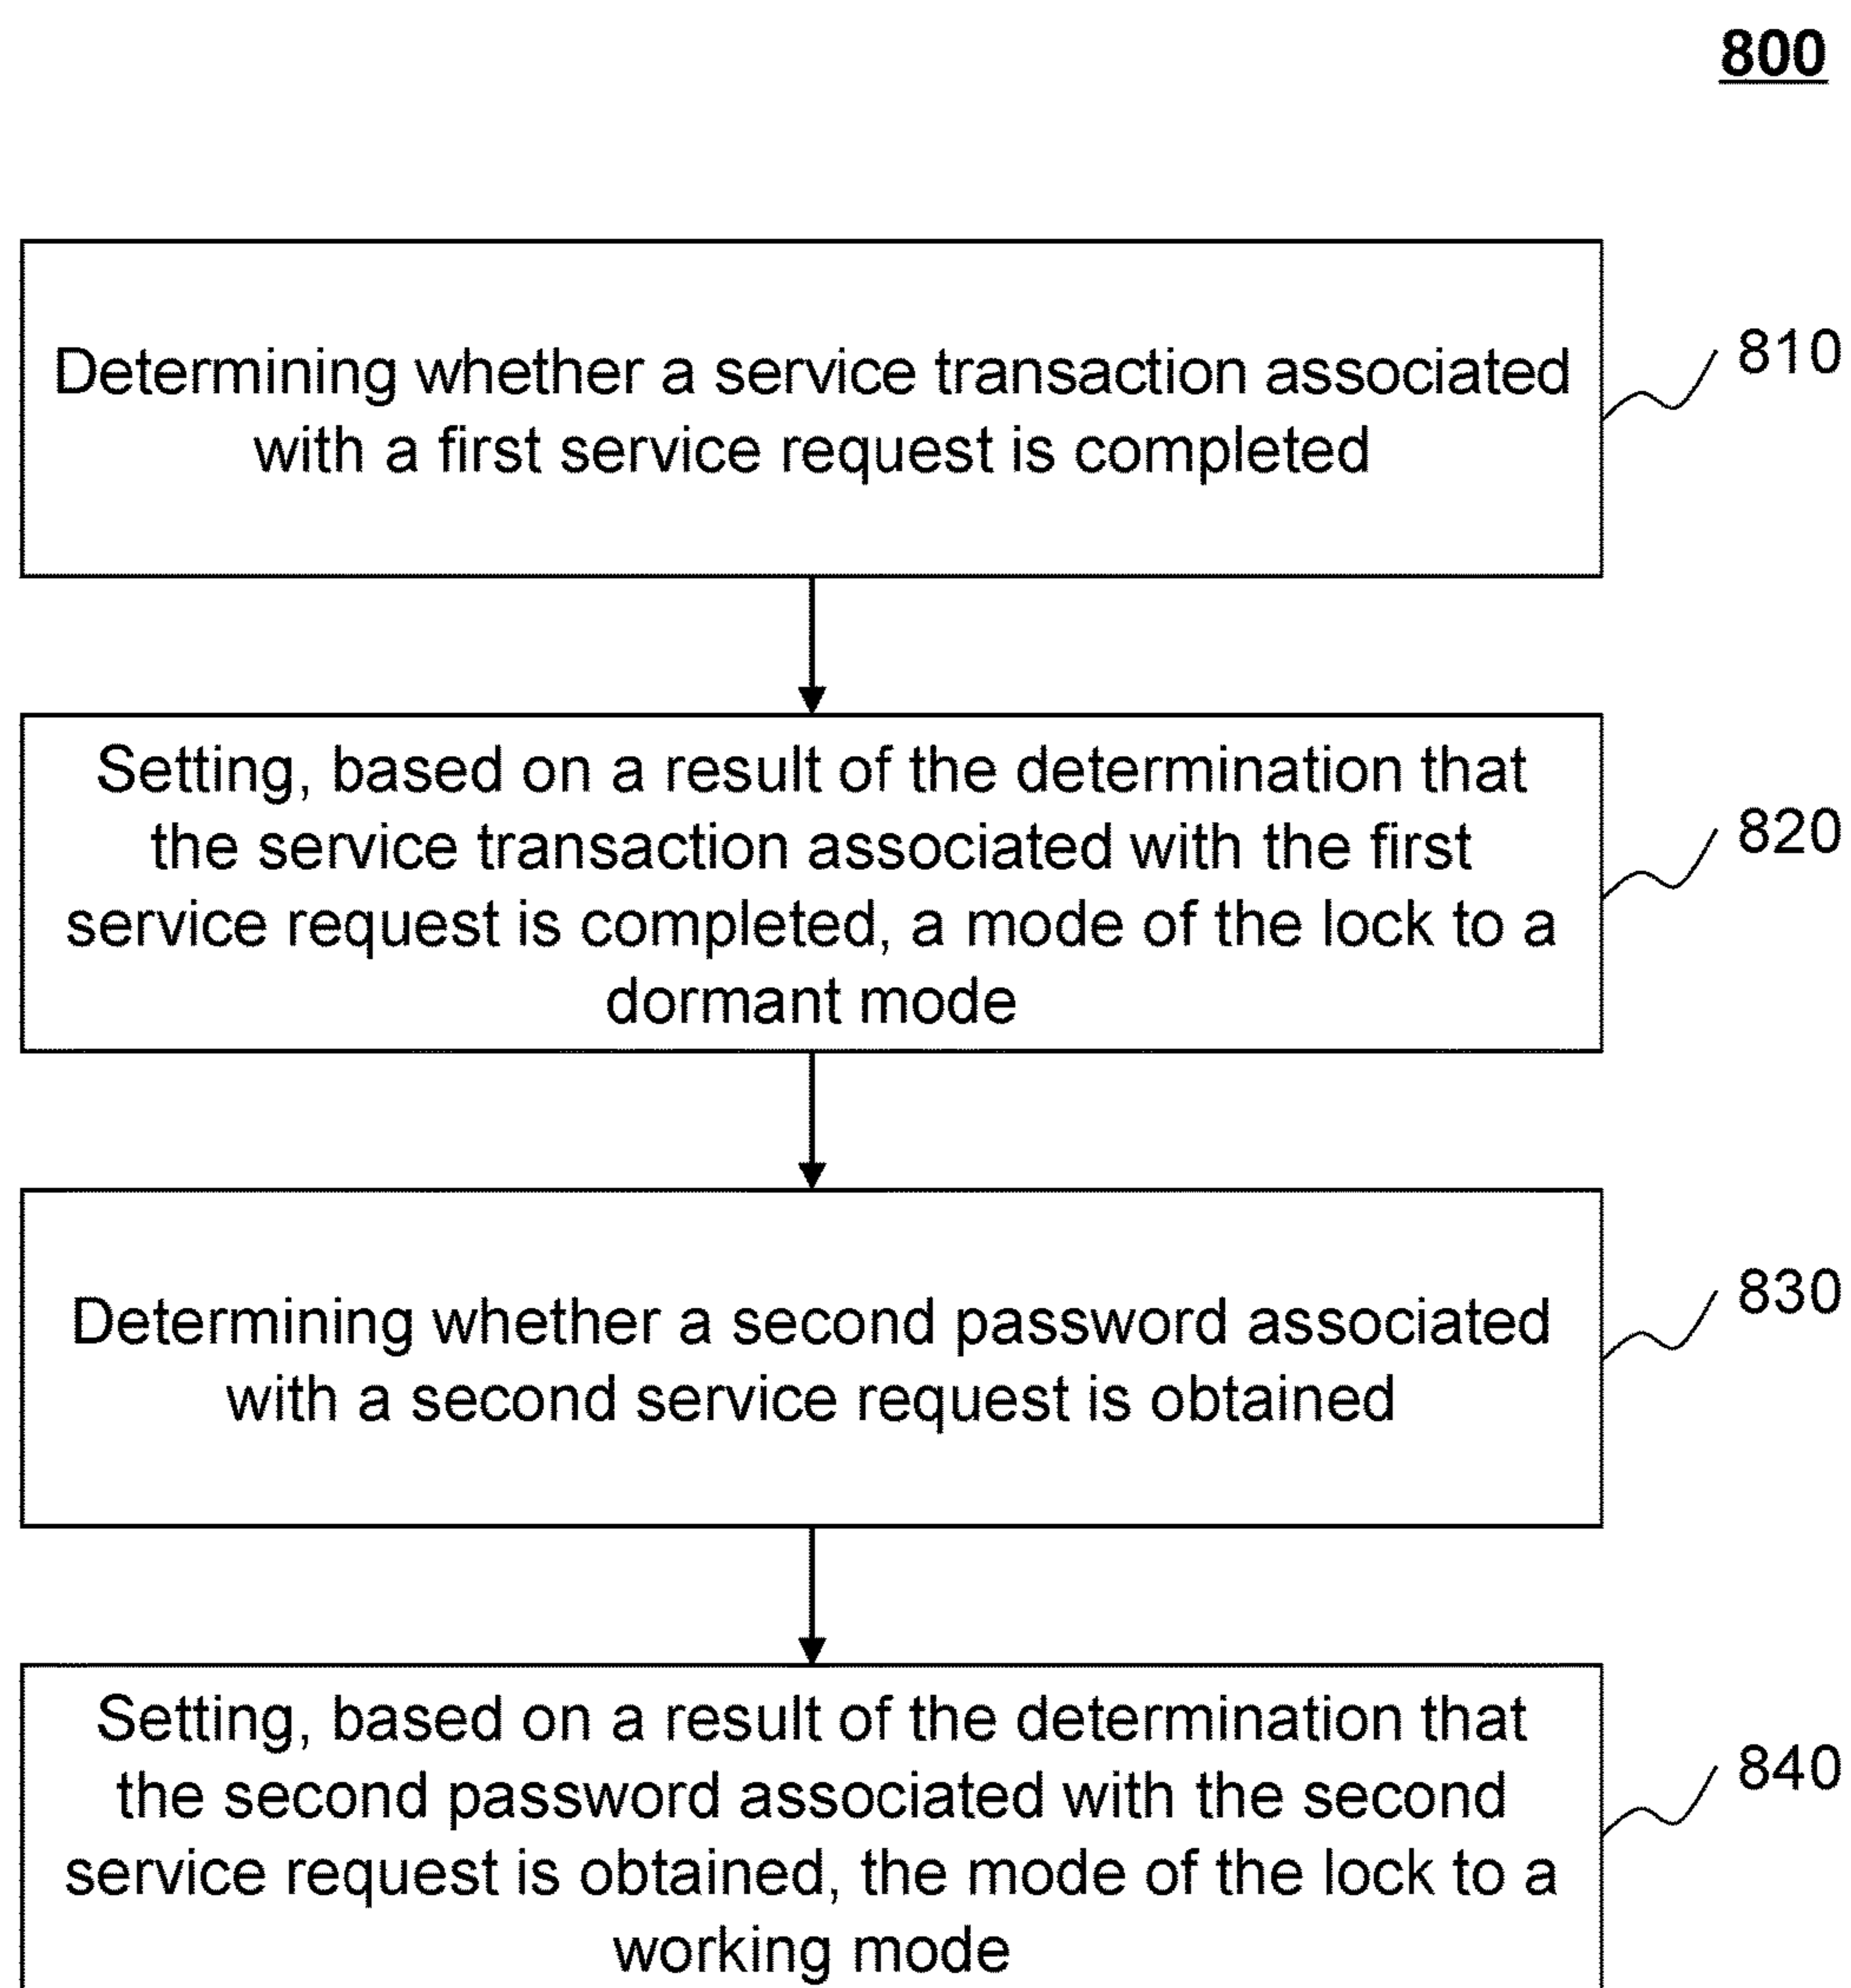 800
Determining whether a service transaction associated
with a first service request is completed
810
Setting, based on a result of the determination that
the service transaction associated with the first
service request is completed, a mode of the lock to a
dormant mode
820
Determining whether a second password associated
with a second service request is obtained
830
Setting, based on a result of the determination that
the second password associated with the second
service request is obtained, the mode of the lock to a
working mode
840